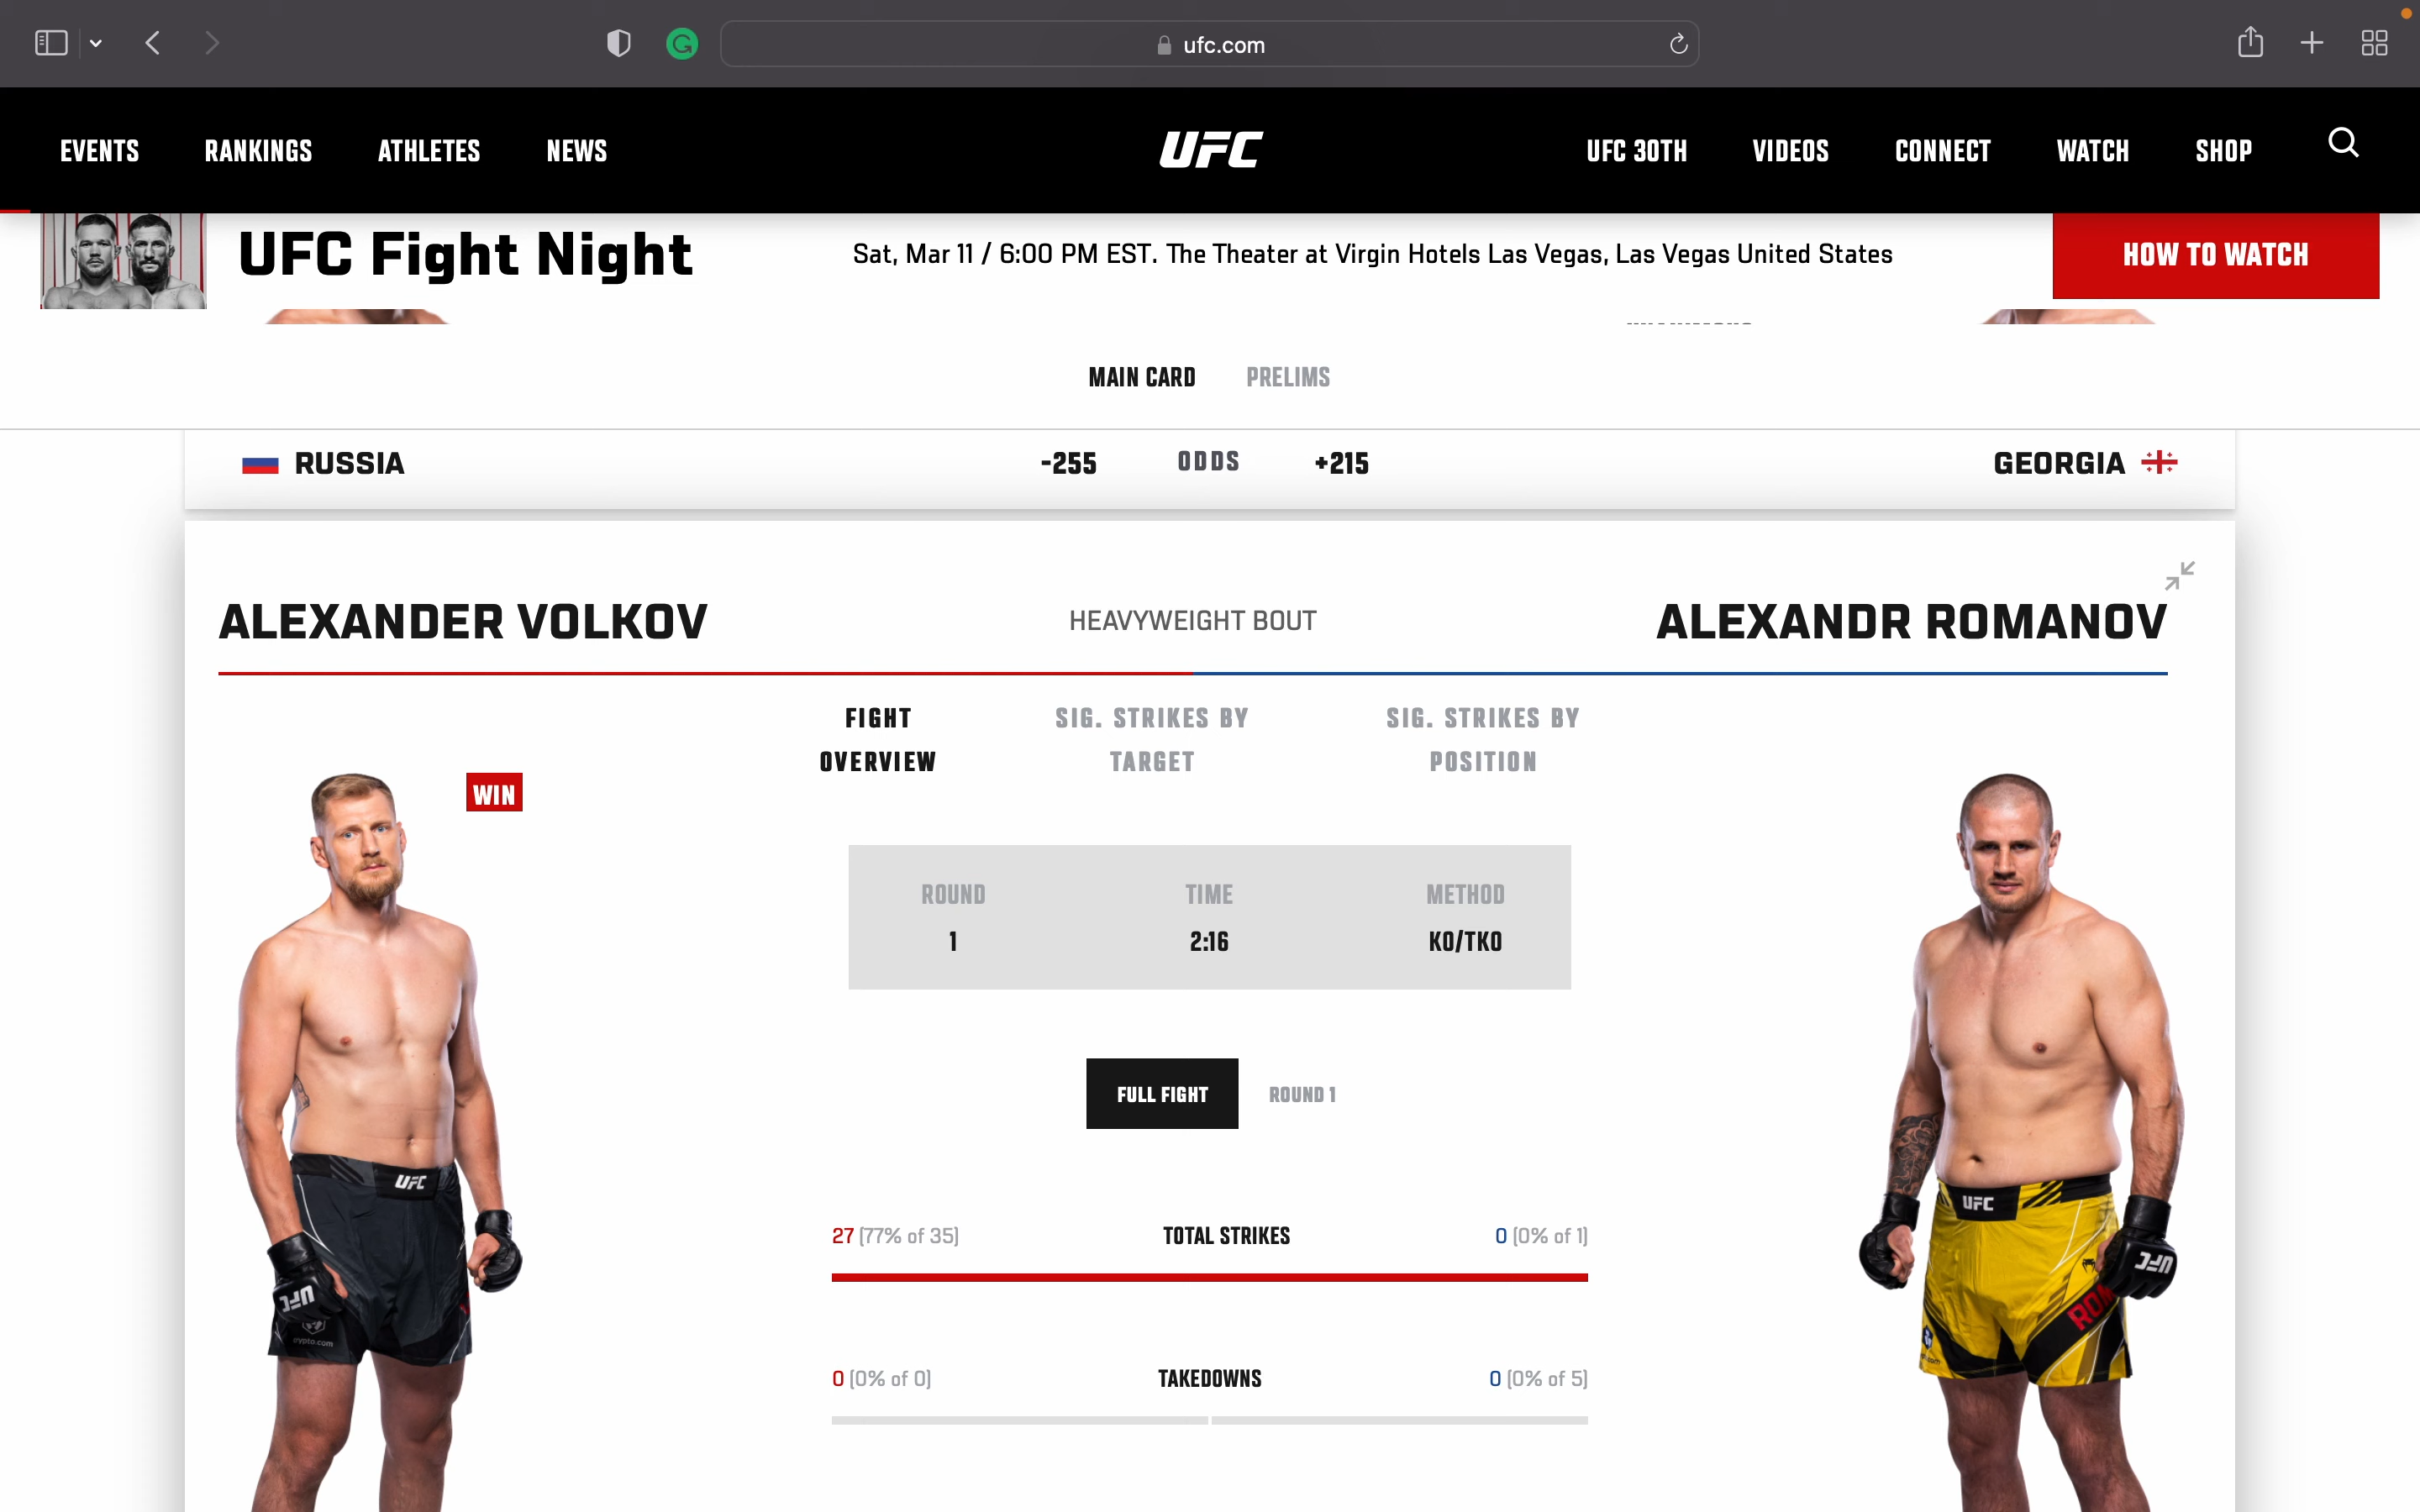 ufc.com
EVENTS RANKINGS ATHLETES NEWS UFC UFC 30TH VIDEOS CONNECT WATCH SHOP
UFC Fight Night Sat, Mar 11 / 6:00 PM EST. The Theater at Virgin Hotels Las Vegas, Las Vegas United States HOW TO WATCH
MAIN CARD PRELIMS
RUSSIA -255 ODDS +215 GEORGIA
ALEXANDER VOLKOV HEAVYWEIGHT BOUT ALEXANDR ROMANOV
FIGHT OVERVIEW
SIG. STRIKES BY TARGET
SIG. STRIKES BY POSITION
WIN
ROUND TIME METHOD
1 2:16 KO/TKO
FULL FIGHT ROUND 1
27 [77% of 35] TOTAL STRIKES 0 [0% of 1]
0 [0% of 0] TAKEDOWNS 0 [0% of 5]
UFC
UFC
crypto.com
UFC
UFC
ROM